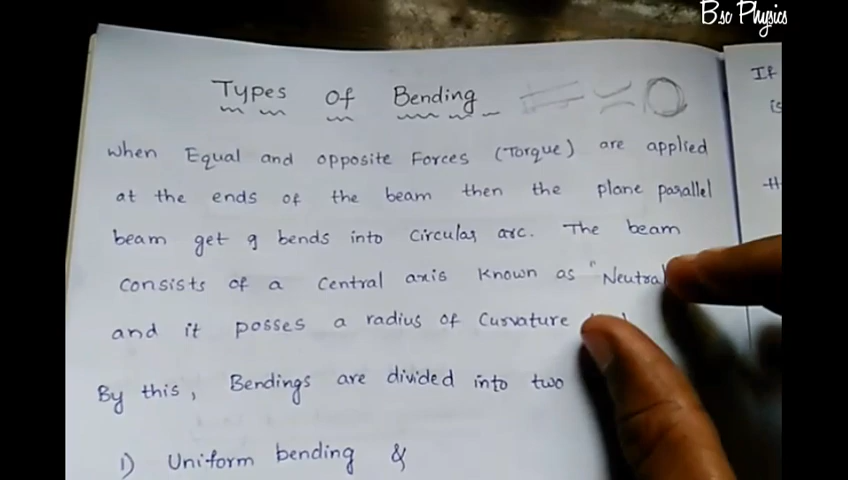 Bsc Physics
Types of Bending
When Equal and opposite Forces (Torque) are applied
at the ends of the beam then the plane parallel
beam get g bends into circular arc. The beam
consists of a central axis known as "Neutral
and it posses a radius of curvature
By this, Bendings are divided into two
1) Uniform bending &
If
is